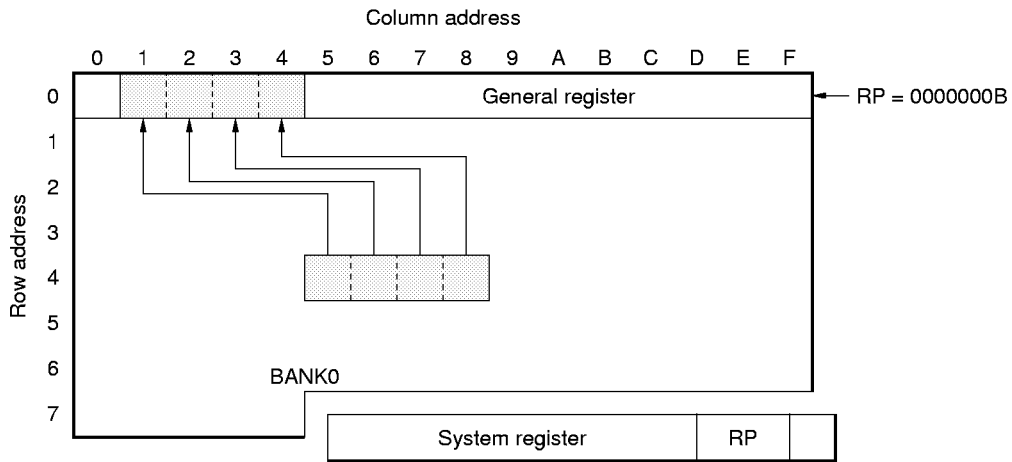 Column address
0 1 2 3 4 5 6 7 8 9 A B C D E F
0 General register RP = 0000000B
1
2
3
4
5
6
BANK0
7
System register RP
Row address